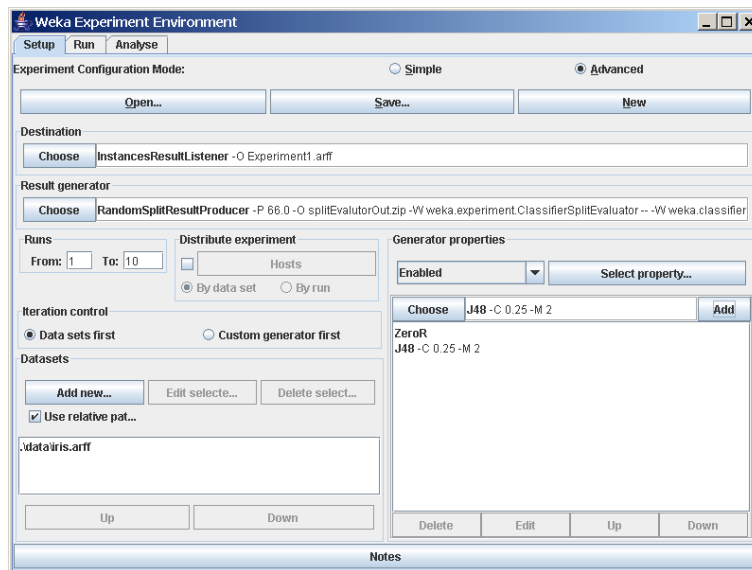 Weka Experiment Environment
Setup Run Analyse
Experiment Configuration Mode: Simple Advanced
Open... Save... New
Destination
Choose InstancesResultListener -O Experiment1.arff
Result generator
Choose RandomSplitResultProducer -P 66.0 -O splitEvalutorOut.zip -W weka.experiment.ClassifierSplitEvaluator -- -W weka.classifier
Runs
From: 1 To: 10
Distribute experiment
Hosts
By data set By run
Generator properties
Enabled Select property...
Iteration control
Data sets first Custom generator first
Choose J48 -C 0.25 -M 2 Add
ZeroR
J48 -C 0.25 -M 2
Datasets
Add new... Edit selecte... Delete select...
Use relative pat...
.\data\iris.arff
Up Down
Delete Edit Up Down
Notes